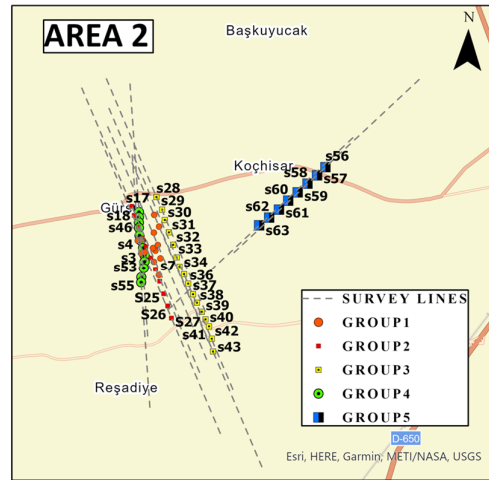 AREA 2
Başkuyucak
N
Koçhisar
s56
s58
s57
s60
s59
s62
s61
s63
s17
s28
Gürs
s29
s18
s30
s46
s31
s4
s32
s33
s3
s7
s34
s53
s36
s55
s37
S25
s38
S26
s39
S27
s40
s41
s42
s43
Reşadiye
SURVEY LINES
GROUP1
GROUP2
GROUP3
GROUP4
GROUP5
D-650
Esri, HERE, Garmin, METI/NASA, USGS